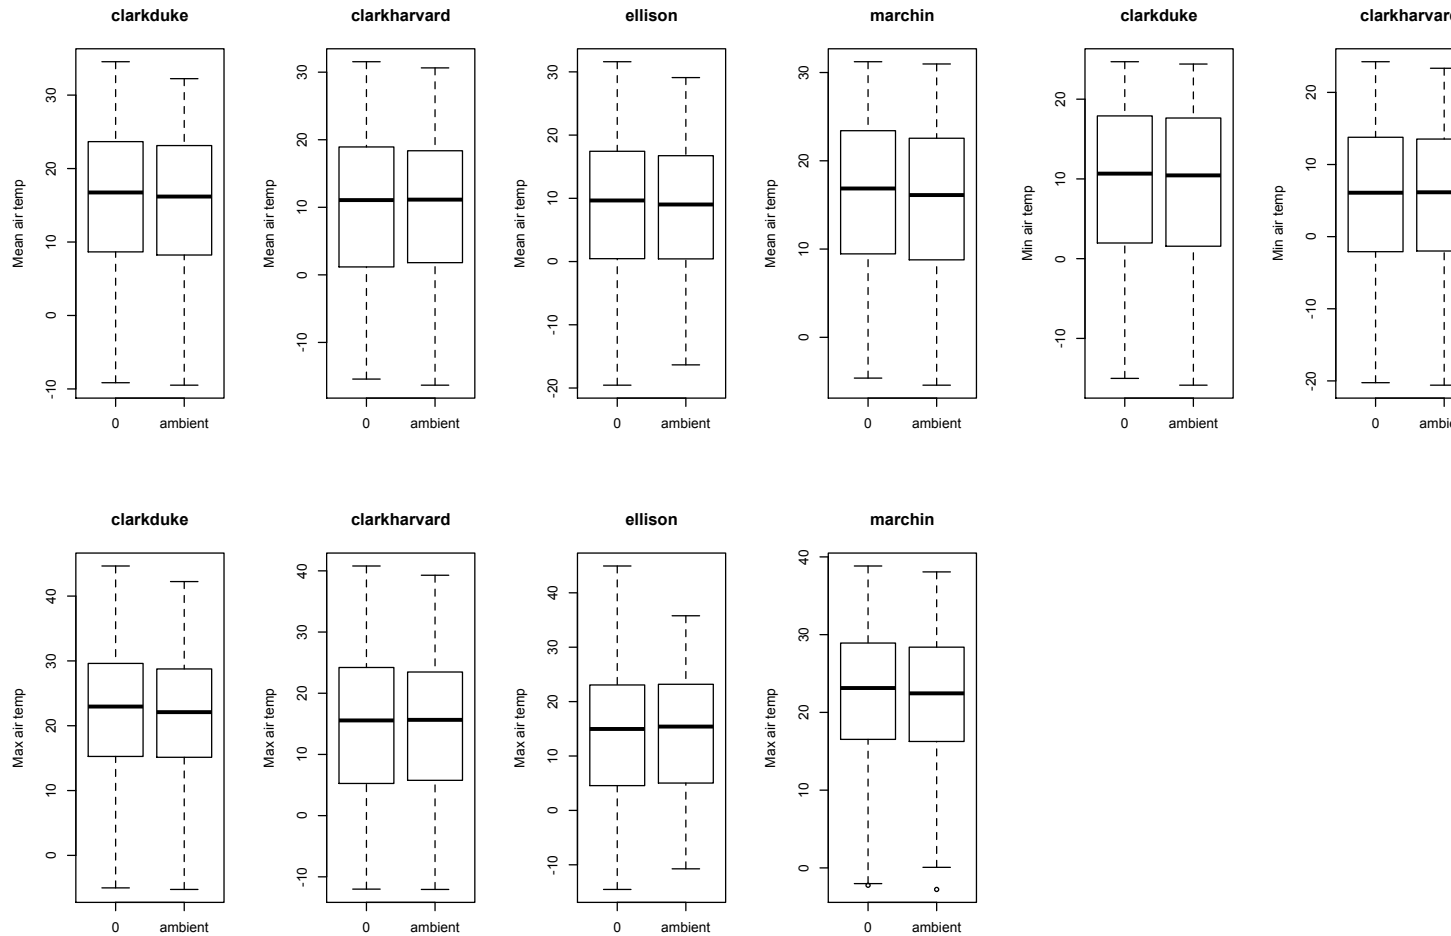 clarkduke
clarkharvard
ellison
marchin
clarkduke
clarkharvard
Mean air temp
-10 0 10 20 30
0 ambient
Mean air temp
-10 0 10 20 30
0 ambient
Mean air temp
-20 -10 0 10 20 30
0 ambient
Mean air temp
0 10 20 30
0 ambient
Min air temp
-10 0 10 20
0 ambient
Min air temp
-20 -10 0 10 20
0 ambie
clarkduke
clarkharvard
ellison
marchin
Max air temp
0 10 20 30 40
0 ambient
Max air temp
-10 0 10 20 30 40
0 ambient
Max air temp
-10 0 10 20 30 40
0 ambient
Max air temp
0 10 20 30 40
0 ambient